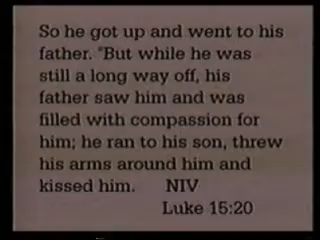 So he got up and went to his
father. "But while he was
still a long way off, his
father saw him and was
filled with compassion for
him; he ran to his son, threw
his arms around him and
kissed him. NIV
Luke 15:20